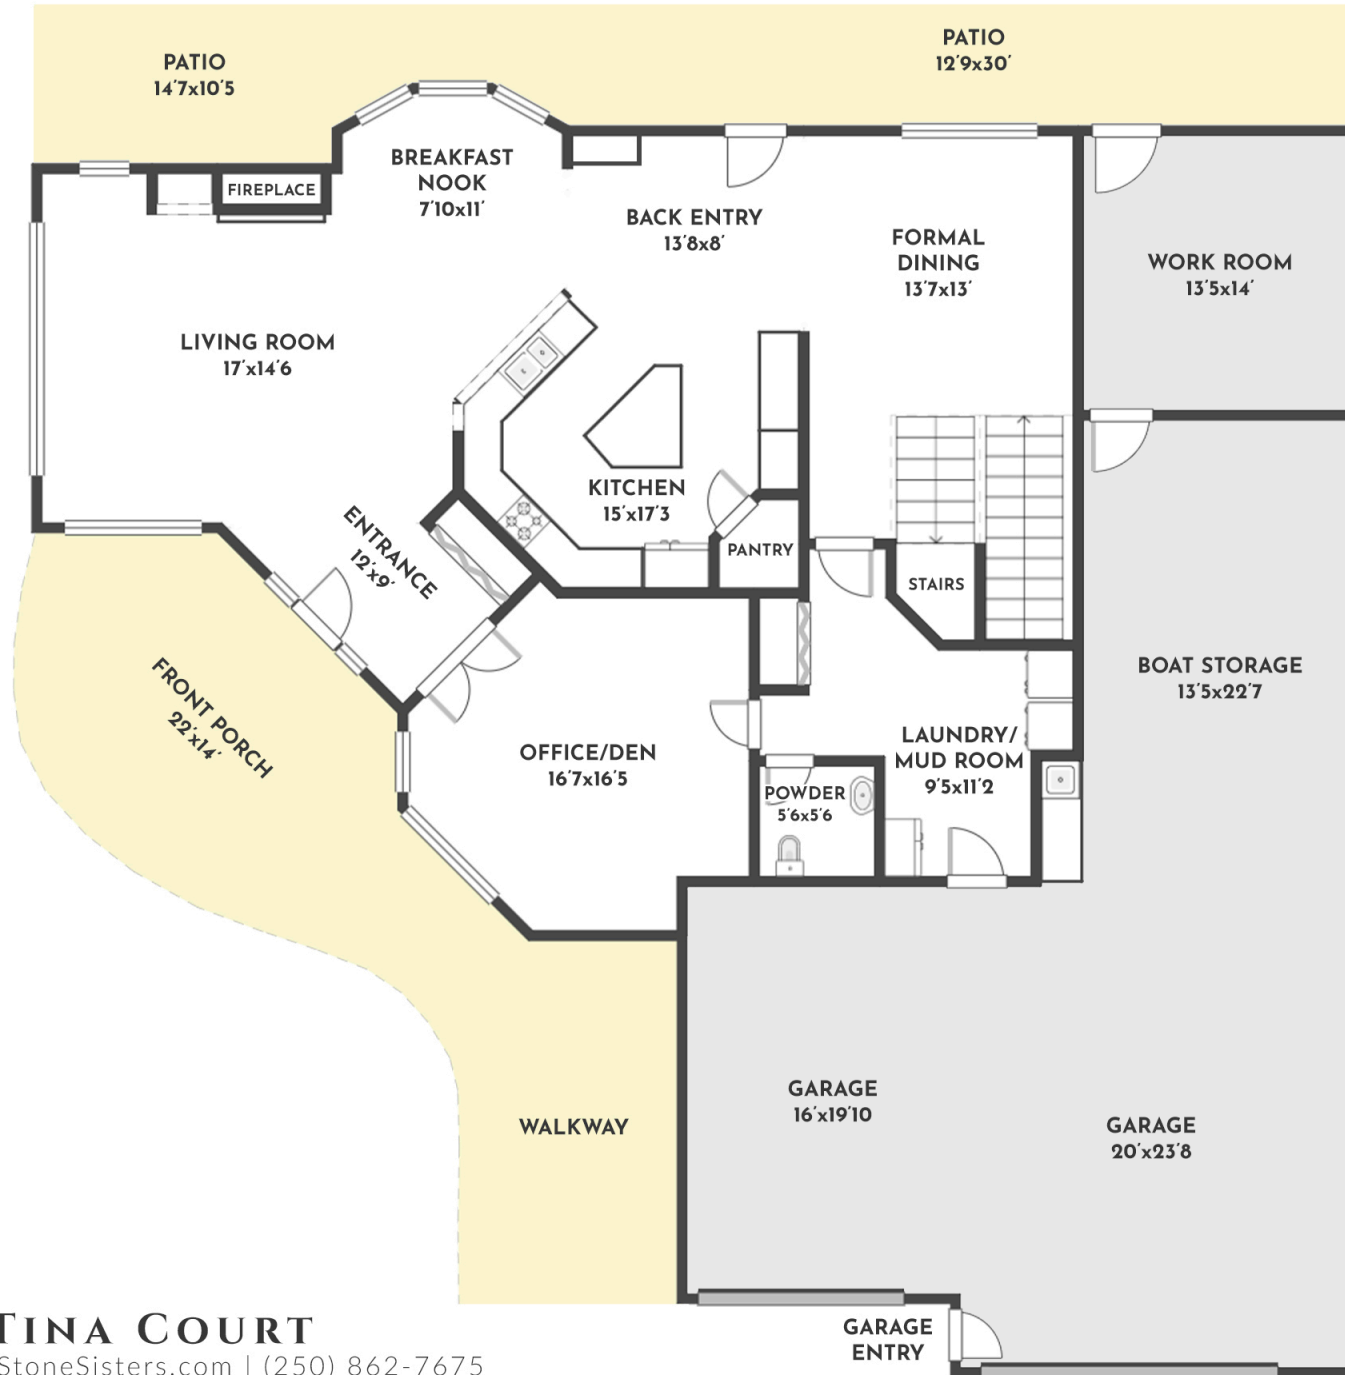 PATIO
14'7x10'5
PATIO
12'9x30'
BREAKFAST
NOOK
7'10x11'
FIREPLACE
BACK ENTRY
13'8x8'
FORMAL
DINING
13'7x13'
WORK ROOM
13'5x14'
LIVING ROOM
17'x14'6
KITCHEN
15'x17'3
ENTRANCE
12'x9'
PANTRY
STAIRS
FRONT PORCH
22'x14'
BOAT STORAGE
13'5x22'7
OFFICE/DEN
16'7x16'5
LAUNDRY/
MUD ROOM
9'5x11'2
POWDER
5'6x5'6
GARAGE
16'x19'10
WALKWAY
GARAGE
20'x23'8
GARAGE
ENTRY
TINA COURT
StoneSisters.com | (250) 862-7675